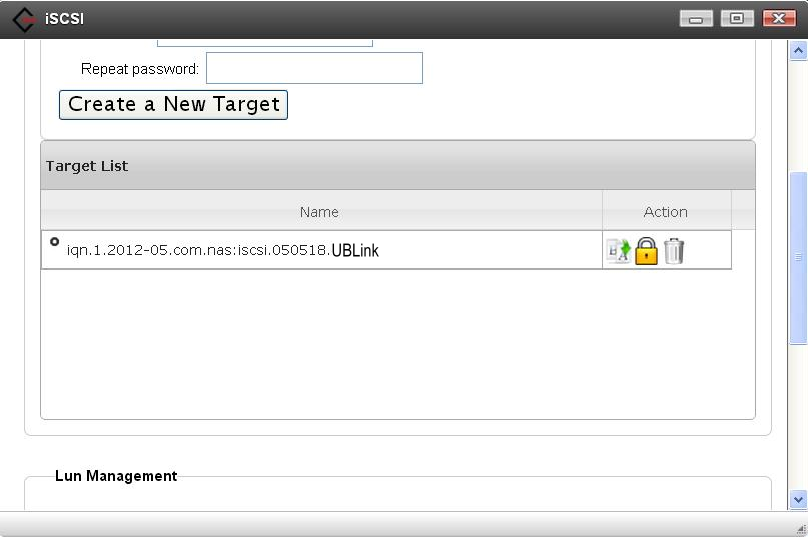 iSCSI
Repeat password:
Create a New Target
Target List
Name Action
iqn.1.2012-05.com.nas:iscsi.050518.UBLink
Lun Management